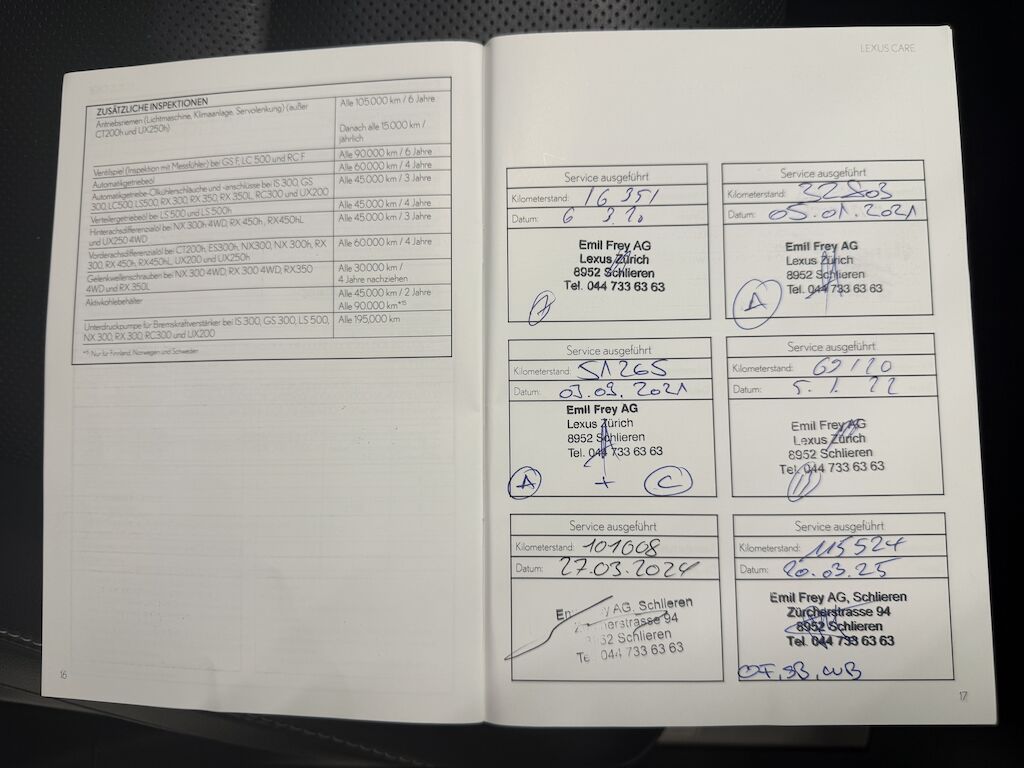 ZUSÄTZLICHE INSPEKTIONEN
Antriebsriemen (Lichtmaschine, Klimaanlage, Servolenkung) (außer
CT200h und UX250h)
Alle 105 000 km / 6 Jahre
Danach alle 15 000 km /
jährlich
Ventilspiel (Inspektion mit Messfühler) bei GS F, LC 500 und RC F
Alle 90 000 km / 6 Jahre
Automatikgetriebeöl
Alle 60 000 km / 4 Jahre
Automatikgetriebe-Ölkühlerschläuche und -anschlüsse bei IS 300, GS
300, LC500, LS500, RX 300, RX 350, RX 350L, RC300 und UX200
Alle 45 000 km / 3 Jahre
Verteilergetriebeöl bei LS 500 und LS 500h
Alle 45 000 km / 4 Jahre
Hinterachsdifferenzialöl bei NX 300h 4WD, RX 450h, RX450hL
und UX250 4WD
Alle 45 000 km / 3 Jahre
Vorderachsdifferenzialöl bei CT200h, ES300h, NX300, NX 300h, RX
300, RX 450h, RX450hL, UX200 und UX250h
Alle 60 000 km / 4 Jahre
Gelenkwellenschrauben bei NX 300 4WD, RX 300 4WD, RX350
4WD und RX 350L
Alle 30 000 km /
4 Jahre nachziehen
Aktivkohlebehälter
Alle 45 000 km / 2 Jahre
Alle 90 000 km*⁵
Unterdruckpumpe für Bremskraftverstärker bei IS 300, GS 300, LS 500,
NX 300, RX 300, RC300 und UX200
Alle 195,000 km
*⁵ Nur für Finnland, Norwegen und Schweden
16
LEXUS CARE
Service ausgeführt
Kilometerstand: 16 351
Datum: 6 3 20
Emil Frey AG
Lexus Zürich
8952 Schlieren
Tel. 044 733 63 63
Service ausgeführt
Kilometerstand: 32803
Datum: 05.01.2021
Emil Frey AG
Lexus Zürich
8952 Schlieren
Tel. 044 733 63 63
A
Service ausgeführt
Kilometerstand: 51265
Datum: 03.09.2021
Emil Frey AG
Lexus Zürich
8952 Schlieren
Tel. 044 733 63 63
A + C
Service ausgeführt
Kilometerstand: 69120
Datum: 5. 1. 22
Emil Frey AG
Lexus Zürich
8952 Schlieren
Tel. 044 733 63 63
Service ausgeführt
Kilometerstand: 101008
Datum: 27.03.2024
AG, Schlieren
Zürcherstrasse 94
8952 Schlieren
Tel. 044 733 63 63
Service ausgeführt
Kilometerstand: 115524
Datum: 20.03.25
Emil Frey AG, Schlieren
Zürcherstrasse 94
8952 Schlieren
Tel. 044 733 63 63
17